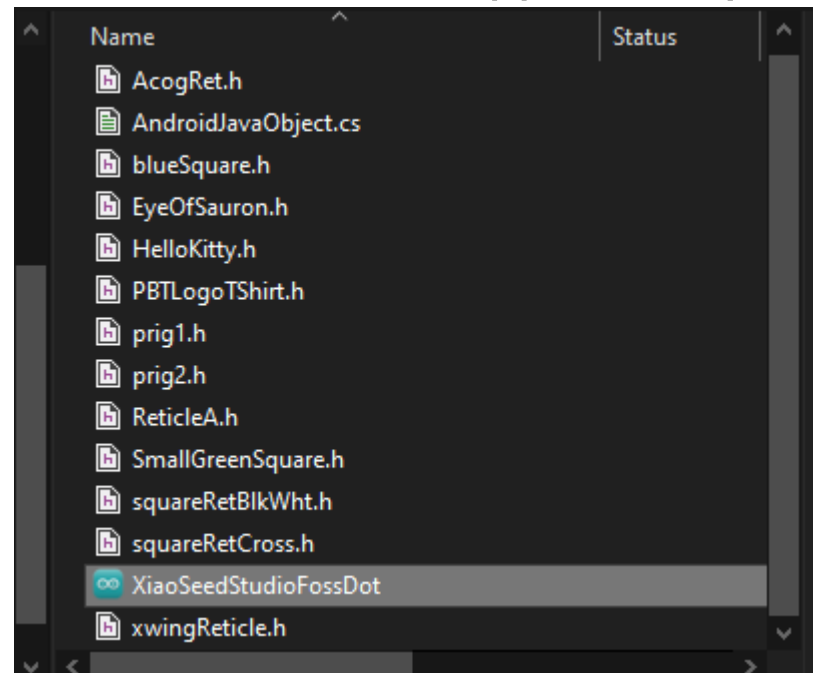 Name Status
AcogRet.h
AndroidJavaObject.cs
blueSquare.h
EyeOfSauron.h
HelloKitty.h
PBTLogoTShirt.h
prig1.h
prig2.h
ReticleA.h
SmallGreenSquare.h
squareRetBlkWht.h
squareRetCross.h
XiaoSeedStudioFossDot
xwingReticle.h